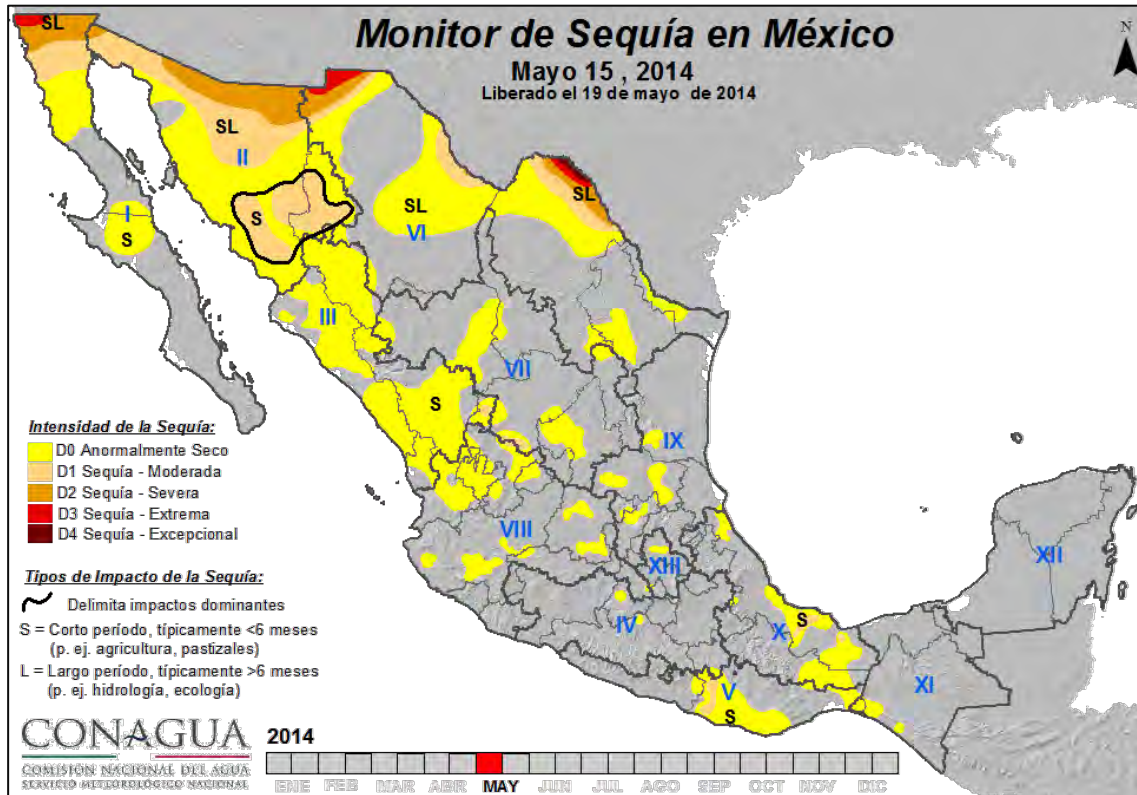 Monitor de Sequía en México
Mayo 15 , 2014
Liberado el 19 de mayo de 2014
N
SL
SL
II
S
I
S
SL
VI
SL
III
S
VII
IX
VIII
XIII
IV
X
S
V
S
XI
XII
Intensidad de la Sequía:
D0 Anormalmente Seco
D1 Sequía - Moderada
D2 Sequía - Severa
D3 Sequía - Extrema
D4 Sequía - Excepcional
Tipos de Impacto de la Sequía:
Delimita impactos dominantes
S = Corto período, típicamente <6 meses
(p. ej. agricultura, pastizales)
L = Largo período, típicamente >6 meses
(p. ej. hidrología, ecología)
CONAGUA
COMISIÓN NACIONAL DEL AGUA
SERVICIO METEOROLÓGICO NACIONAL
2014
ENE FEB MAR ABR MAY JUN JUL AGO SEP OCT NOV DIC